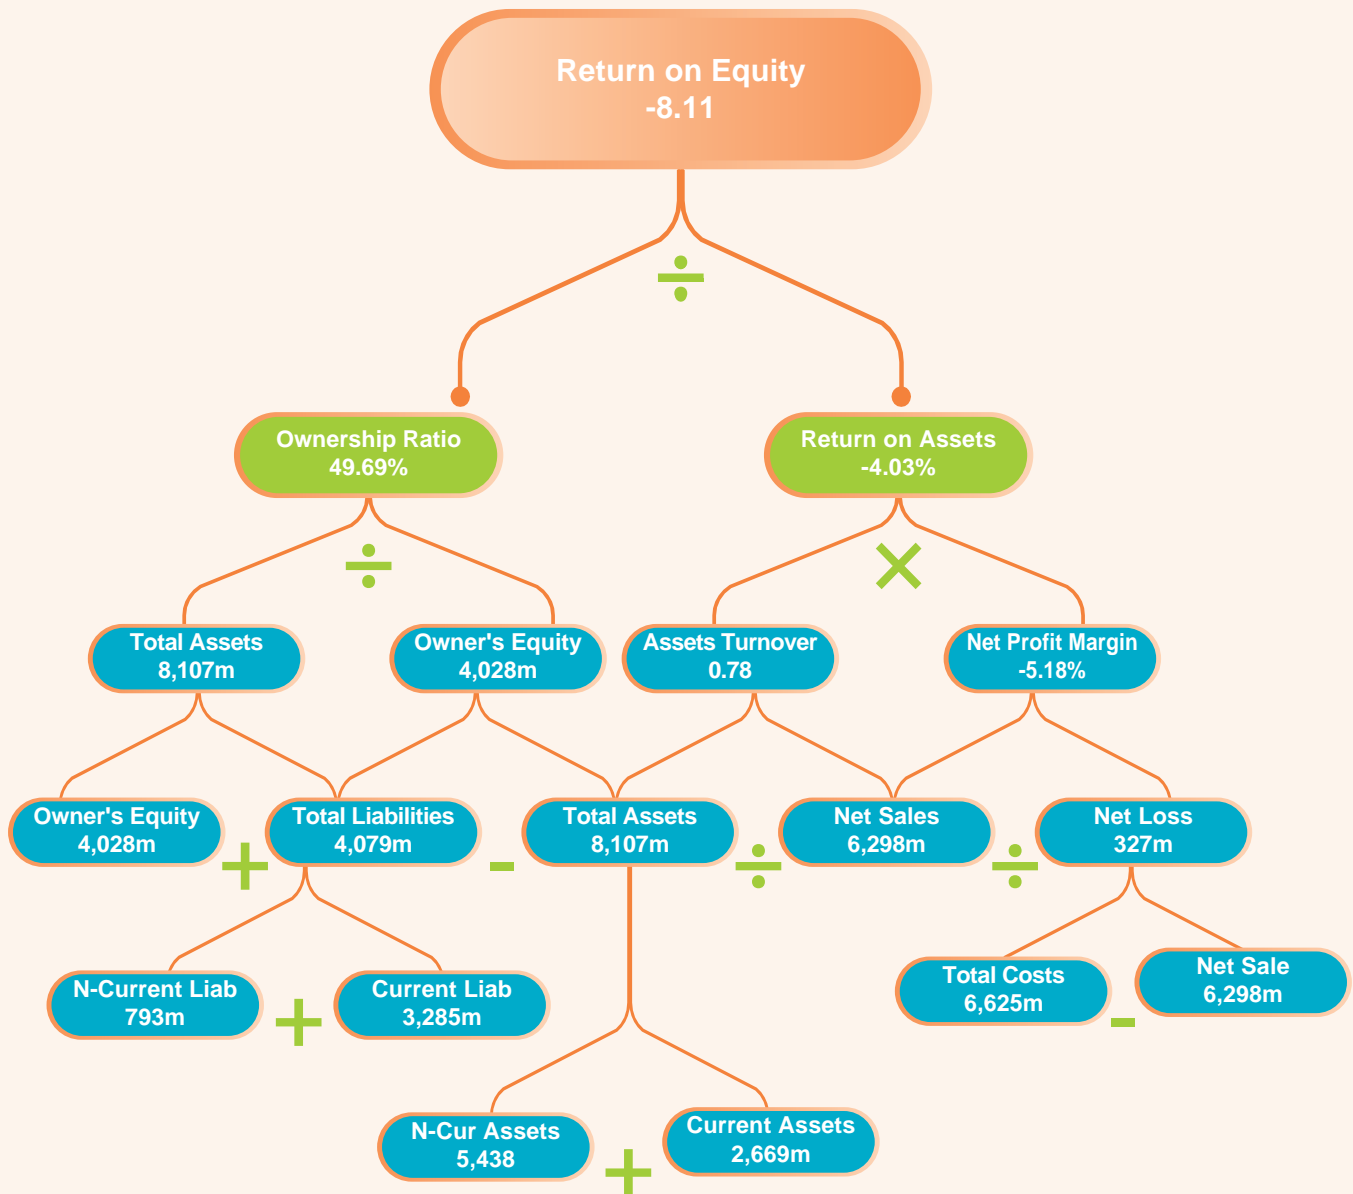 Return on Equity
-8.11
÷
Ownership Ratio
49.69%
Return on Assets
-4.03%
÷
×
Total Assets
8,107m
Owner's Equity
4,028m
Assets Turnover
0.78
Net Profit Margin
-5.18%
Owner's Equity
4,028m
+
Total Liabilities
4,079m
-
Total Assets
8,107m
÷
Net Sales
6,298m
÷
Net Loss
327m
N-Current Liab
793m
+
Current Liab
3,285m
Total Costs
6,625m
-
Net Sale
6,298m
N-Cur Assets
5,438
+
Current Assets
2,669m